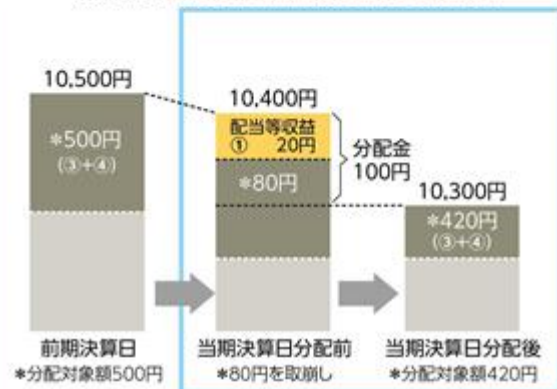 10,500円
*500円
(③+④)
前期決算日
*分配対象額500円
10,400円
配当等収益
① 20円
*80円
分配金
100円
当期決算日分配前
*80円を取崩し
10,300円
*420円
(③+④)
当期決算日分配後
*分配対象額420円